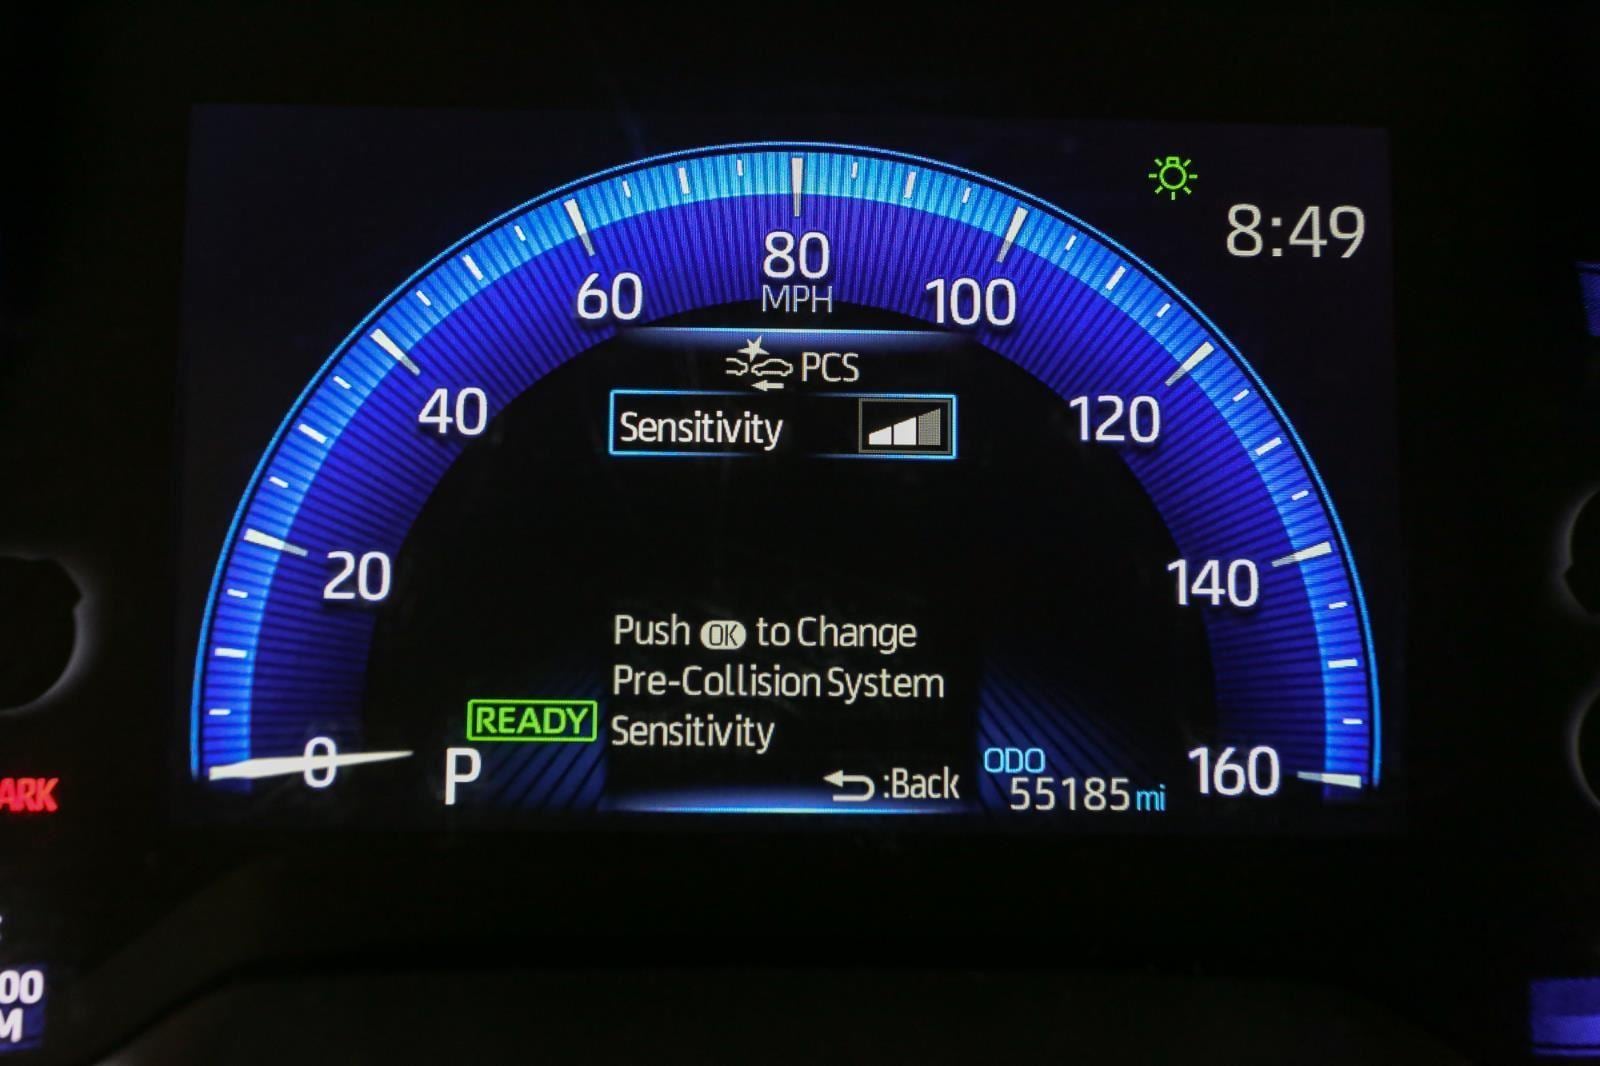 8:49
80
MPH
60
100
PCS
40
Sensitivity
120
20
140
Push OK to Change
Pre-Collision System
READY
Sensitivity
0
P
:Back
ODO
55185mi
160
ARK
00